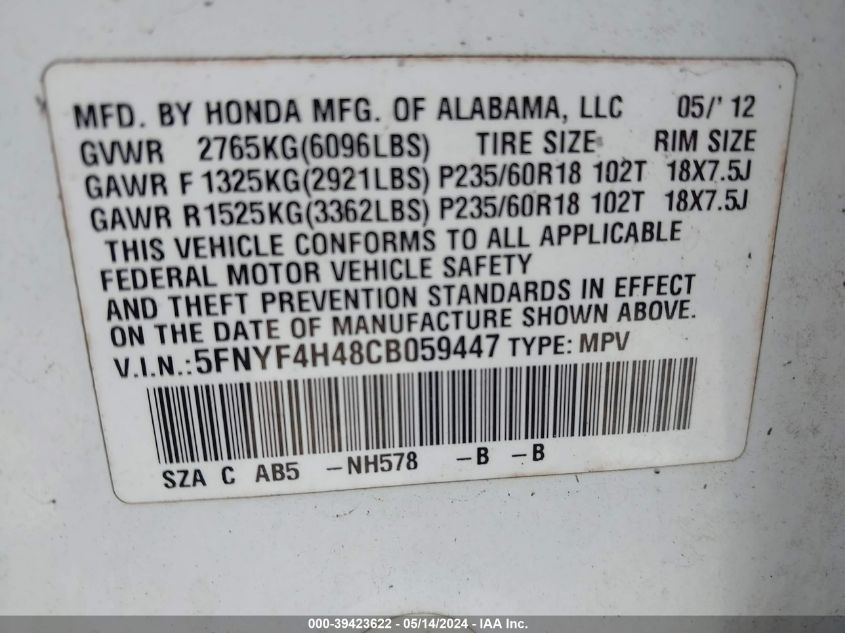 MFD. BY HONDA MFG. OF ALABAMA, LLC 05/'12
GVWR 2765KG(6096LBS) TIRE SIZE RIM SIZE
GAWR F 1325KG(2921LBS) P235/60R18 102T 18X7.5J
GAWR R1525KG(3362LBS) P235/60R18 102T 18X7.5J
THIS VEHICLE CONFORMS TO ALL APPLICABLE
FEDERAL MOTOR VEHICLE SAFETY
AND THEFT PREVENTION STANDARDS IN EFFECT
ON THE DATE OF MANUFACTURE SHOWN ABOVE.
V.I.N.:5FNYF4H48CB059447 TYPE: MPV
SZA C AB5 -NH578 -B -B
000-39423622 - 05/14/2024 - IAA Inc.